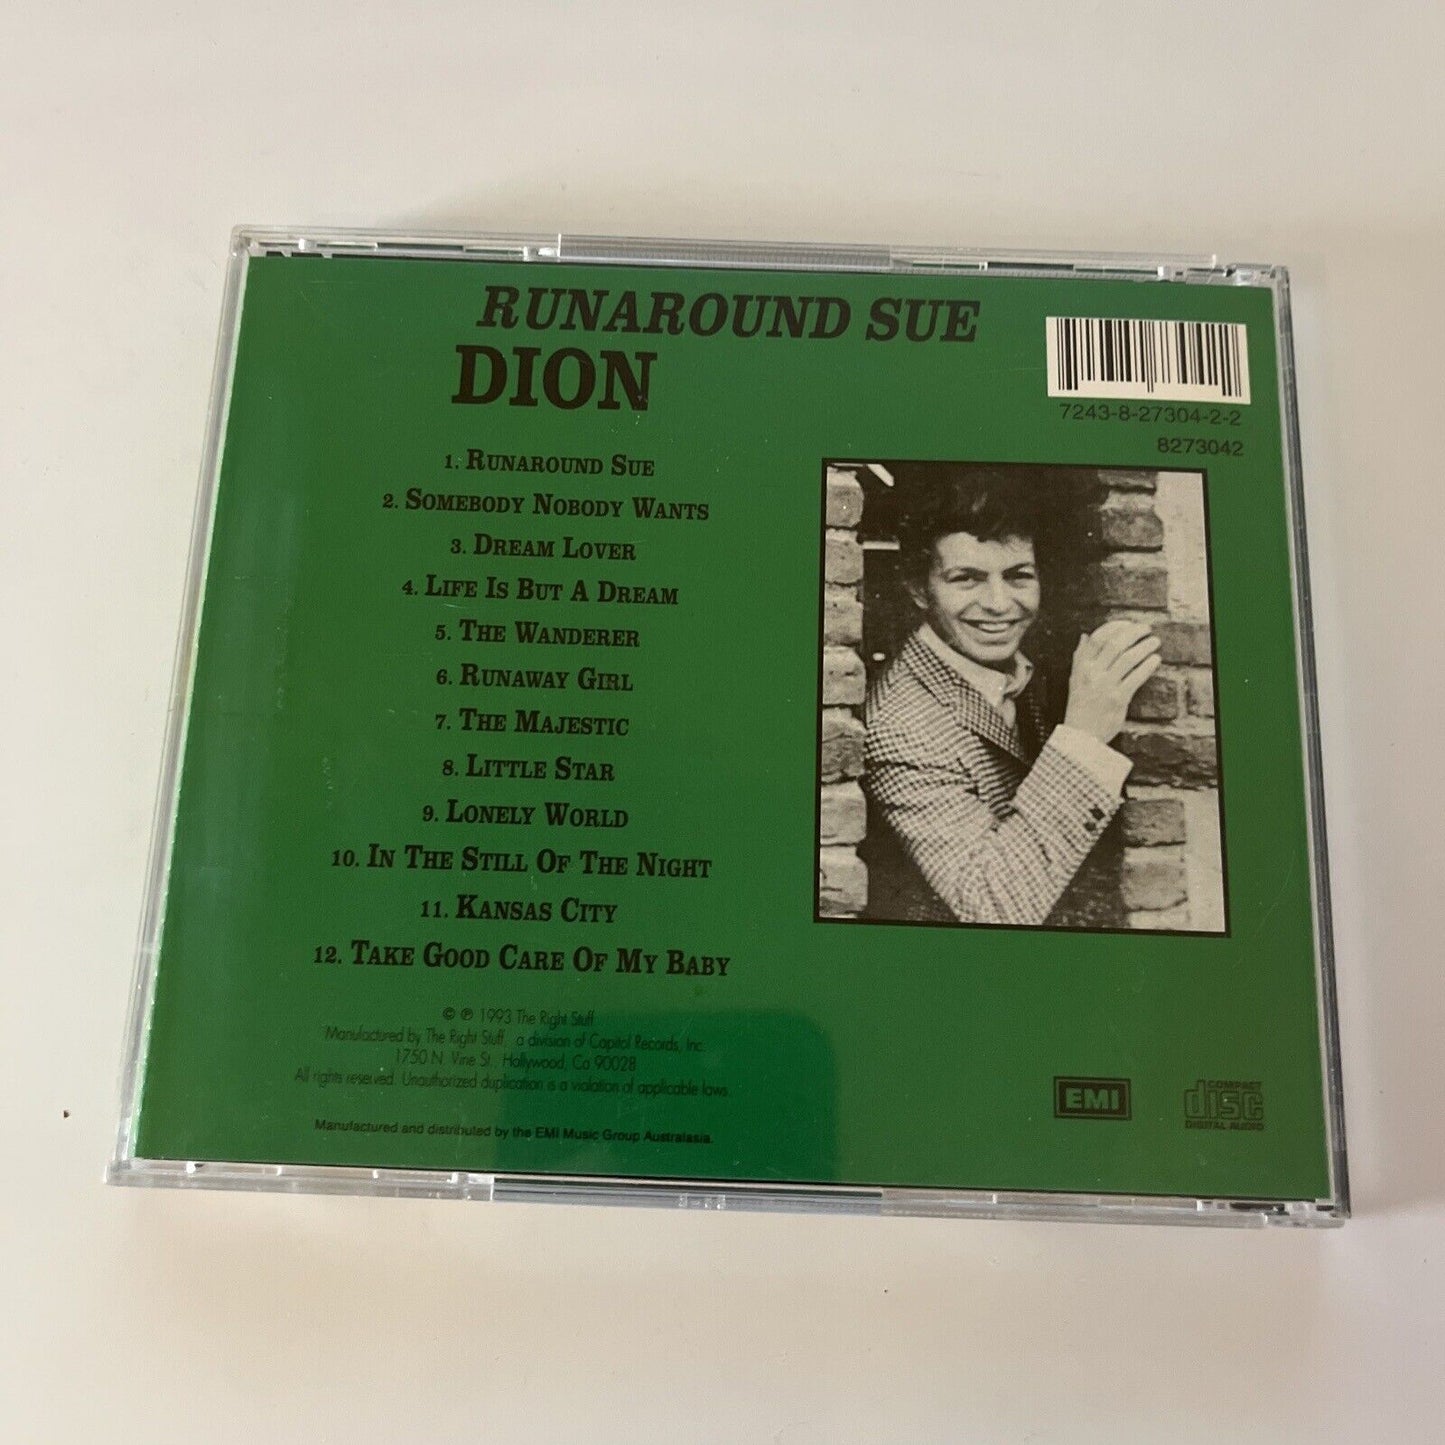 RUNAROUND SUE
DION
7243-8-27304-2-2
8273042
1. RUNAROUND SUE
2. SOMEBODY NOBODY WANTS
3. DREAM LOVER
4. LIFE IS BUT A DREAM
5. THE WANDERER
6. RUNAWAY GIRL
7. THE MAJESTIC
8. LITTLE STAR
9. LONELY WORLD
10. IN THE STILL OF THE NIGHT
11. KANSAS CITY
12. TAKE GOOD CARE OF MY BABY
© ℗ 1993 The Right Stuff
Manufactured by The Right Stuff, a division of Capitol Records, Inc.
1750 N. Vine St., Hollywood, Ca 90028
All rights reserved. Unauthorized duplication is a violation of applicable laws.
Manufactured and distributed by the EMI Music Group Australasia.
EMI
COMPACT
disc
DIGITAL AUDIO